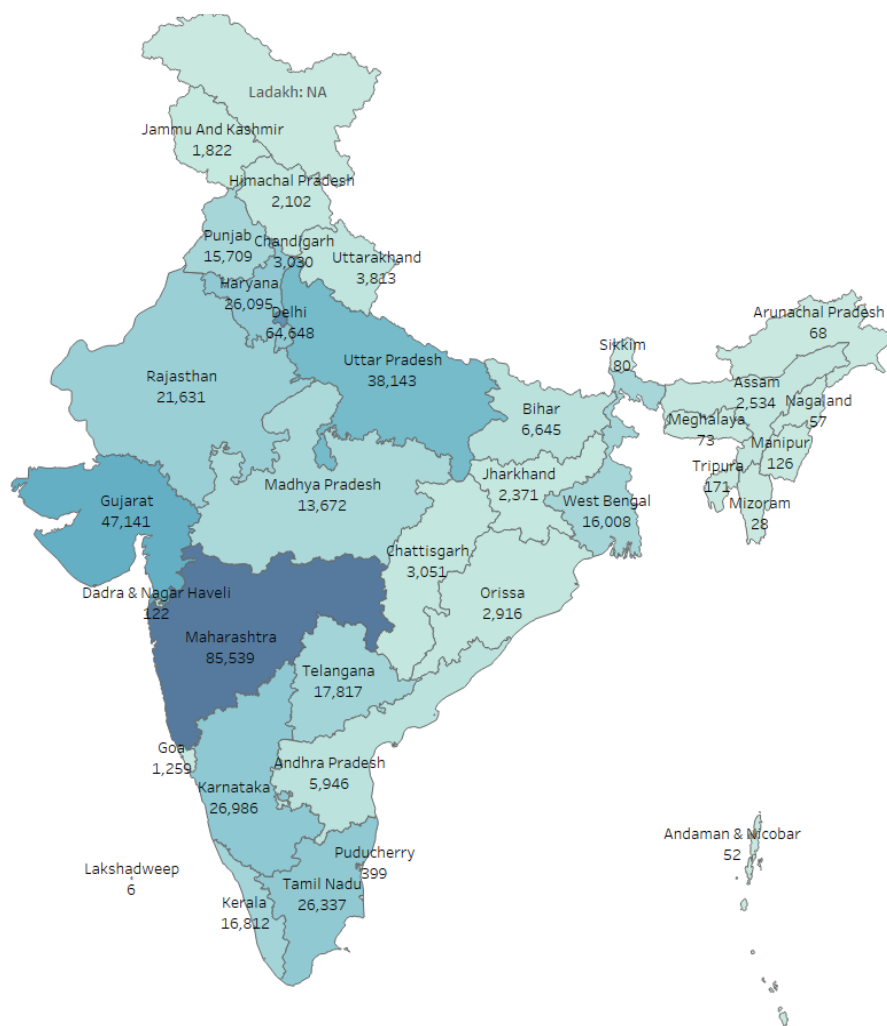 Ladakh: NA
Jammu And Kashmir
1,822
Himachal Pradesh
2,102
Punjab
15,709
Chandigarh
3,030
Uttarakhand
3,813
Haryana
26,095
Delhi
64,648
Arunachal Pradesh
68
Rajasthan
21,631
Uttar Pradesh
38,143
Sikkim
80
Assam
2,534
Nagaland
57
Bihar
6,645
Meghalaya
73
Manipur
126
Tripura
171
Mizoram
28
Gujarat
47,141
Madhya Pradesh
13,672
Jharkhand
2,371
West Bengal
16,008
Chattisgarh
3,051
Dadra & Nagar Haveli
122
Orissa
2,916
Maharashtra
85,539
Telangana
17,817
Goa
1,259
Andhra Pradesh
5,946
Karnataka
26,986
Andaman & Nicobar
52
Lakshadweep
6
Puducherry
399
Tamil Nadu
26,337
Kerala
16,812